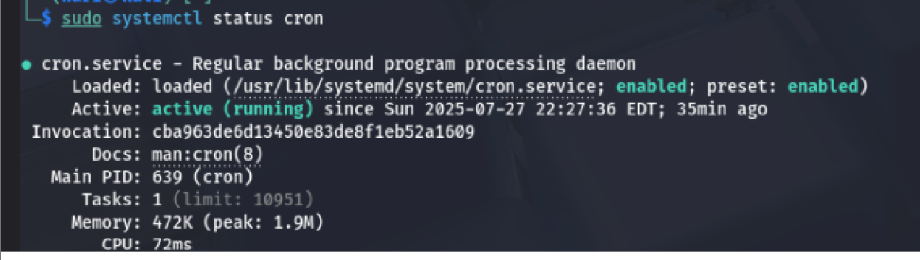 $ sudo systemctl status cron
● cron.service - Regular background program processing daemon
Loaded: loaded (/usr/lib/systemd/system/cron.service; enabled; preset: enabled)
Active: active (running) since Sun 2025-07-27 22:27:36 EDT; 35min ago
Invocation: cba963de6d13450e83de8f1eb52a1609
Docs: man:cron(8)
Main PID: 639 (cron)
Tasks: 1 (limit: 10951)
Memory: 472K (peak: 1.9M)
CPU: 72ms